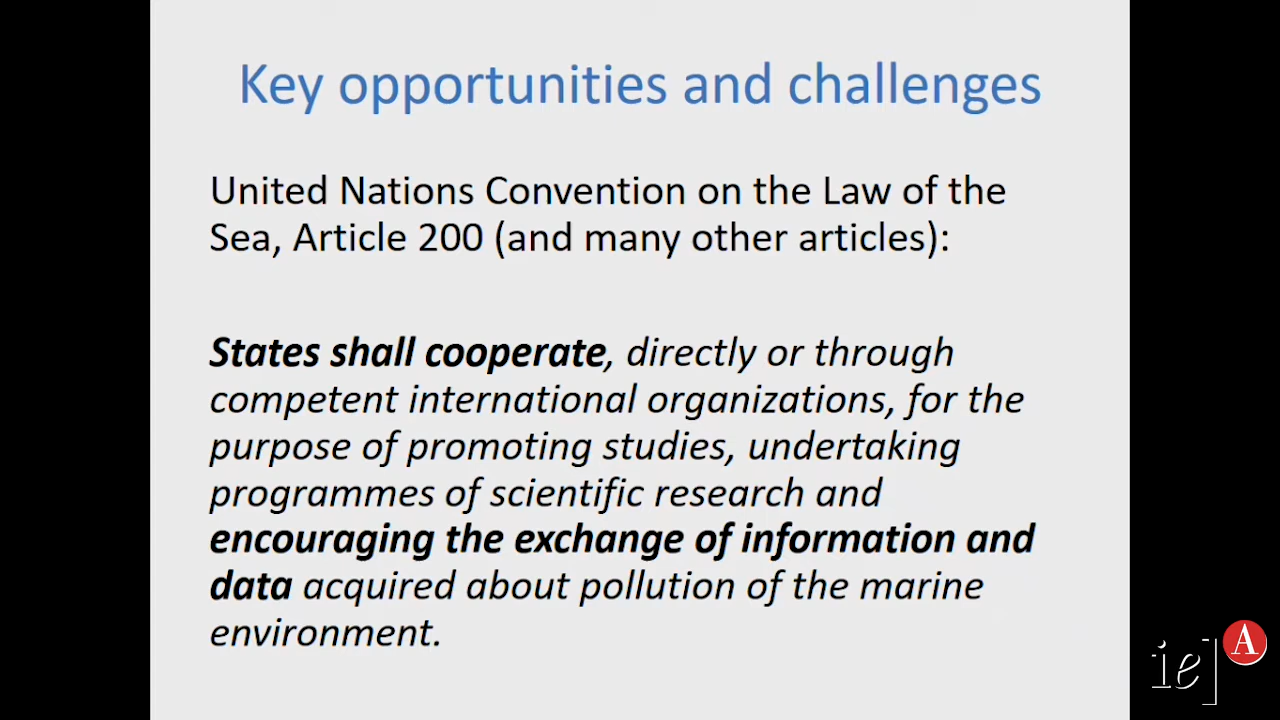 Key opportunities and challenges
United Nations Convention on the Law of the
Sea, Article 200 (and many other articles):
States shall cooperate, directly or through
competent international organizations, for the
purpose of promoting studies, undertaking
programmes of scientific research and
encouraging the exchange of information and
data acquired about pollution of the marine
environment.
ie] A